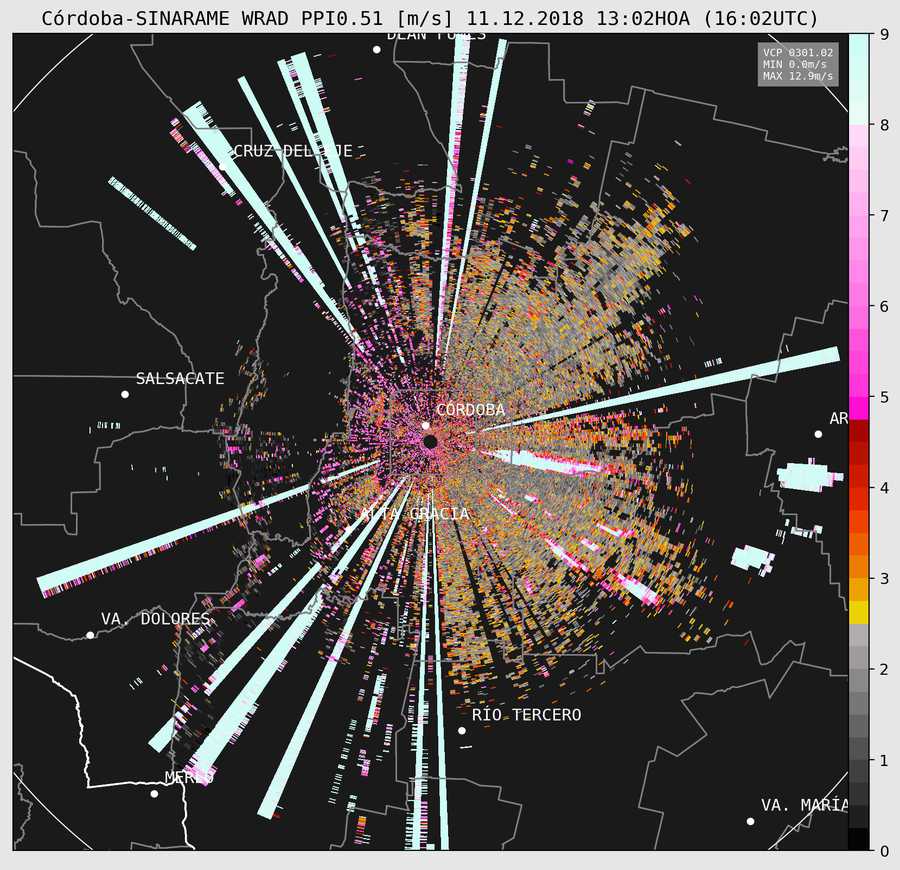 Córdoba-SINARAME WRAD PPI0.51 [m/s] 11.12.2018 13:02HOA (16:02UTC)
VCP 0301.02
MIN 0.0m/s
MAX 12.9m/s
9
8
7
6
5
4
3
2
1
0
CRUZ DEL EJE
SALSACATE
CÓRDOBA
AR
ALTA GRACIA
VA. DOLORES
RÍO TERCERO
MERLO
VA. MARÍA